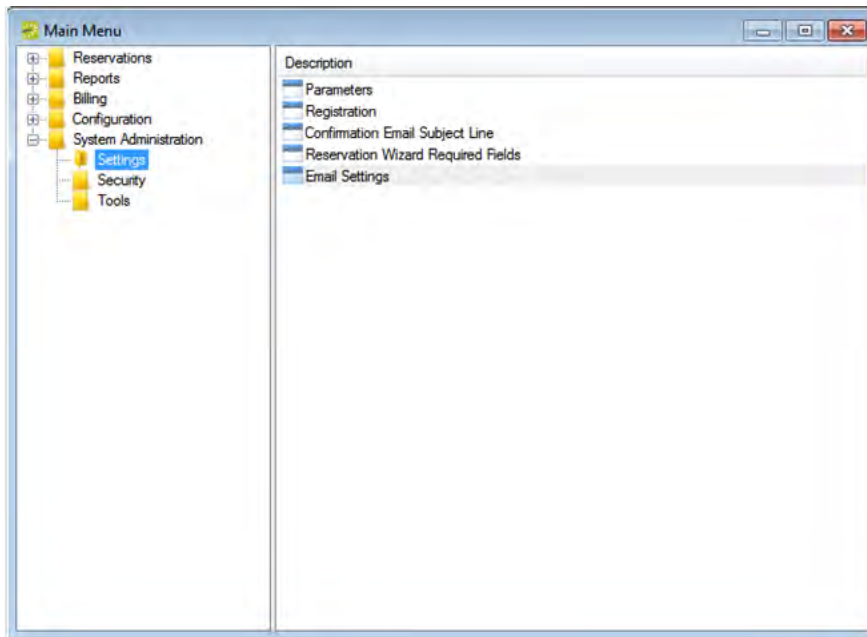 Main Menu
Reservations
Reports
Billing
Configuration
System Administration
Settings
Security
Tools
Description
Parameters
Registration
Confirmation Email Subject Line
Reservation Wizard Required Fields
Email Settings